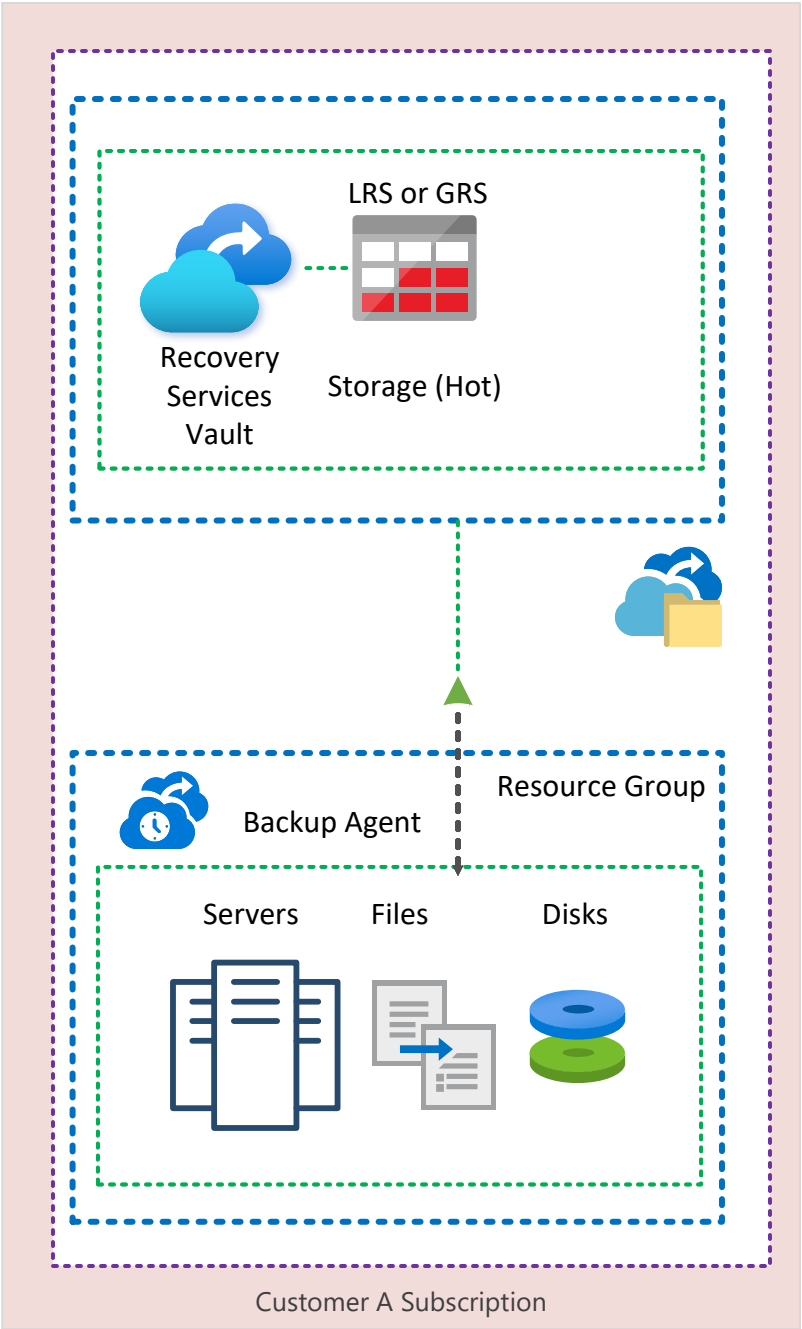 LRS or GRS
Recovery
Services
Vault
Storage (Hot)
Resource Group
Backup Agent
Servers
Files
Disks
Customer A Subscription